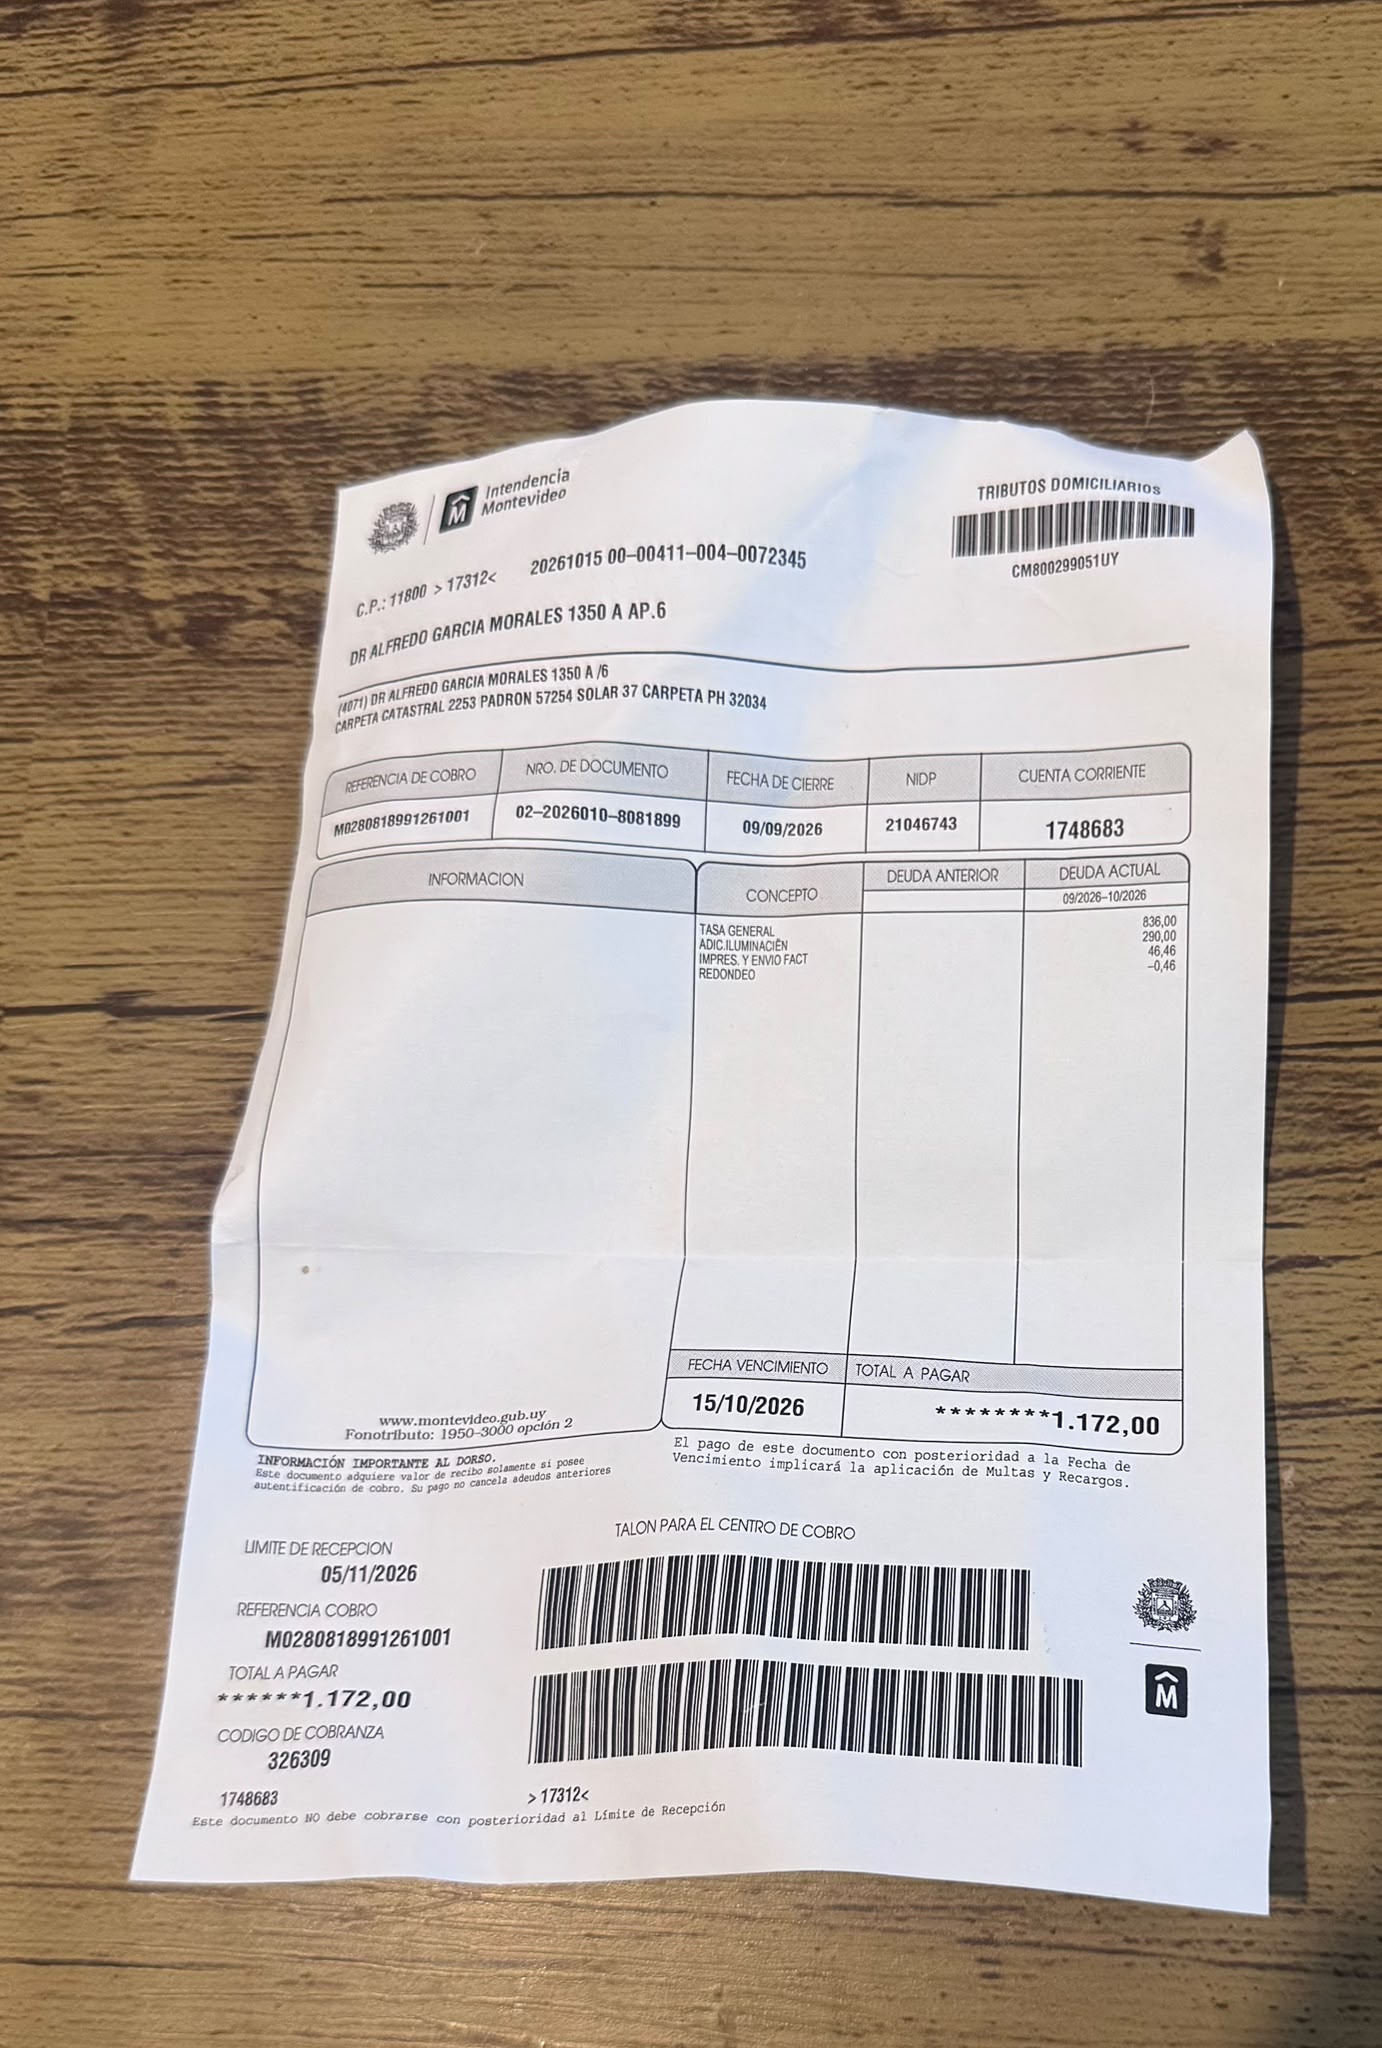 Intendencia
Montevideo
TRIBUTOS DOMICILIARIOS
CM800299051UY
C.P.: 11800 >17312<
20261015 00-00411-004-0072345
DR ALFREDO GARCIA MORALES 1350 A AP.6
(4071) DR ALFREDO GARCIA MORALES 1350 A /6
CARPETA CATASTRAL 2253 PADRON 57254 SOLAR 37 CARPETA PH 32034
REFERENCIA DE COBRO NRO. DE DOCUMENTO FECHA DE CIERRE NIDP CUENTA CORRIENTE
M0280818991261001 02-2026010-8081899 09/09/2026 21046743 1748683
INFORMACION CONCEPTO DEUDA ANTERIOR DEUDA ACTUAL
09/2026-10/2026
TASA GENERAL 836,00
ADIC.ILUMINACIËN 290,00
IMPRES. Y ENVIO FACT 46,46
REDONDEO -0,46
FECHA VENCIMIENTO TOTAL A PAGAR
15/10/2026 ********1.172,00
www.montevideo.gub.uy
Fonotributo: 1950-3000 opción 2
INFORMACIÓN IMPORTANTE AL DORSO.
Este documento adquiere valor de recibo solamente si posee
autentificación de cobro. Su pago no cancela adeudos anteriores
El pago de este documento con posterioridad a la Fecha de
Vencimiento implicará la aplicación de Multas y Recargos.
TALON PARA EL CENTRO DE COBRO
LIMITE DE RECEPCION
05/11/2026
REFERENCIA COBRO
M0280818991261001
TOTAL A PAGAR
******1.172,00
CODIGO DE COBRANZA
326309
1748683 >17312<
Este documento NO debe cobrarse con posterioridad al Límite de Recepción
M